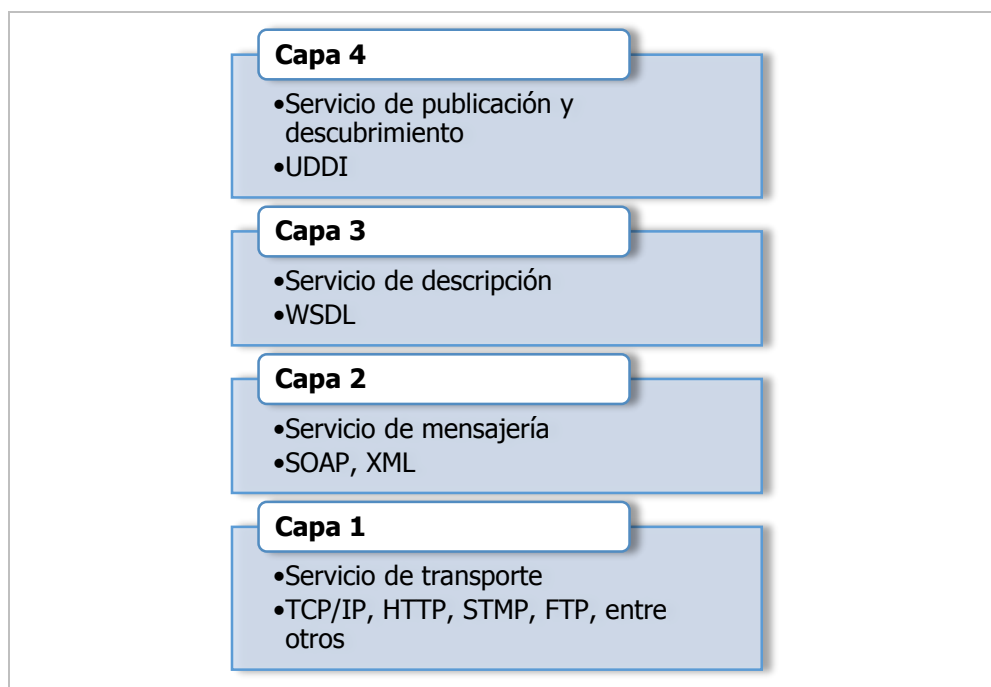 Capa 4
•Servicio de publicación y
descubrimiento
•UDDI
Capa 3
•Servicio de descripción
•WSDL
Capa 2
•Servicio de mensajería
•SOAP, XML
Capa 1
•Servicio de transporte
•TCP/IP, HTTP, STMP, FTP, entre
otros